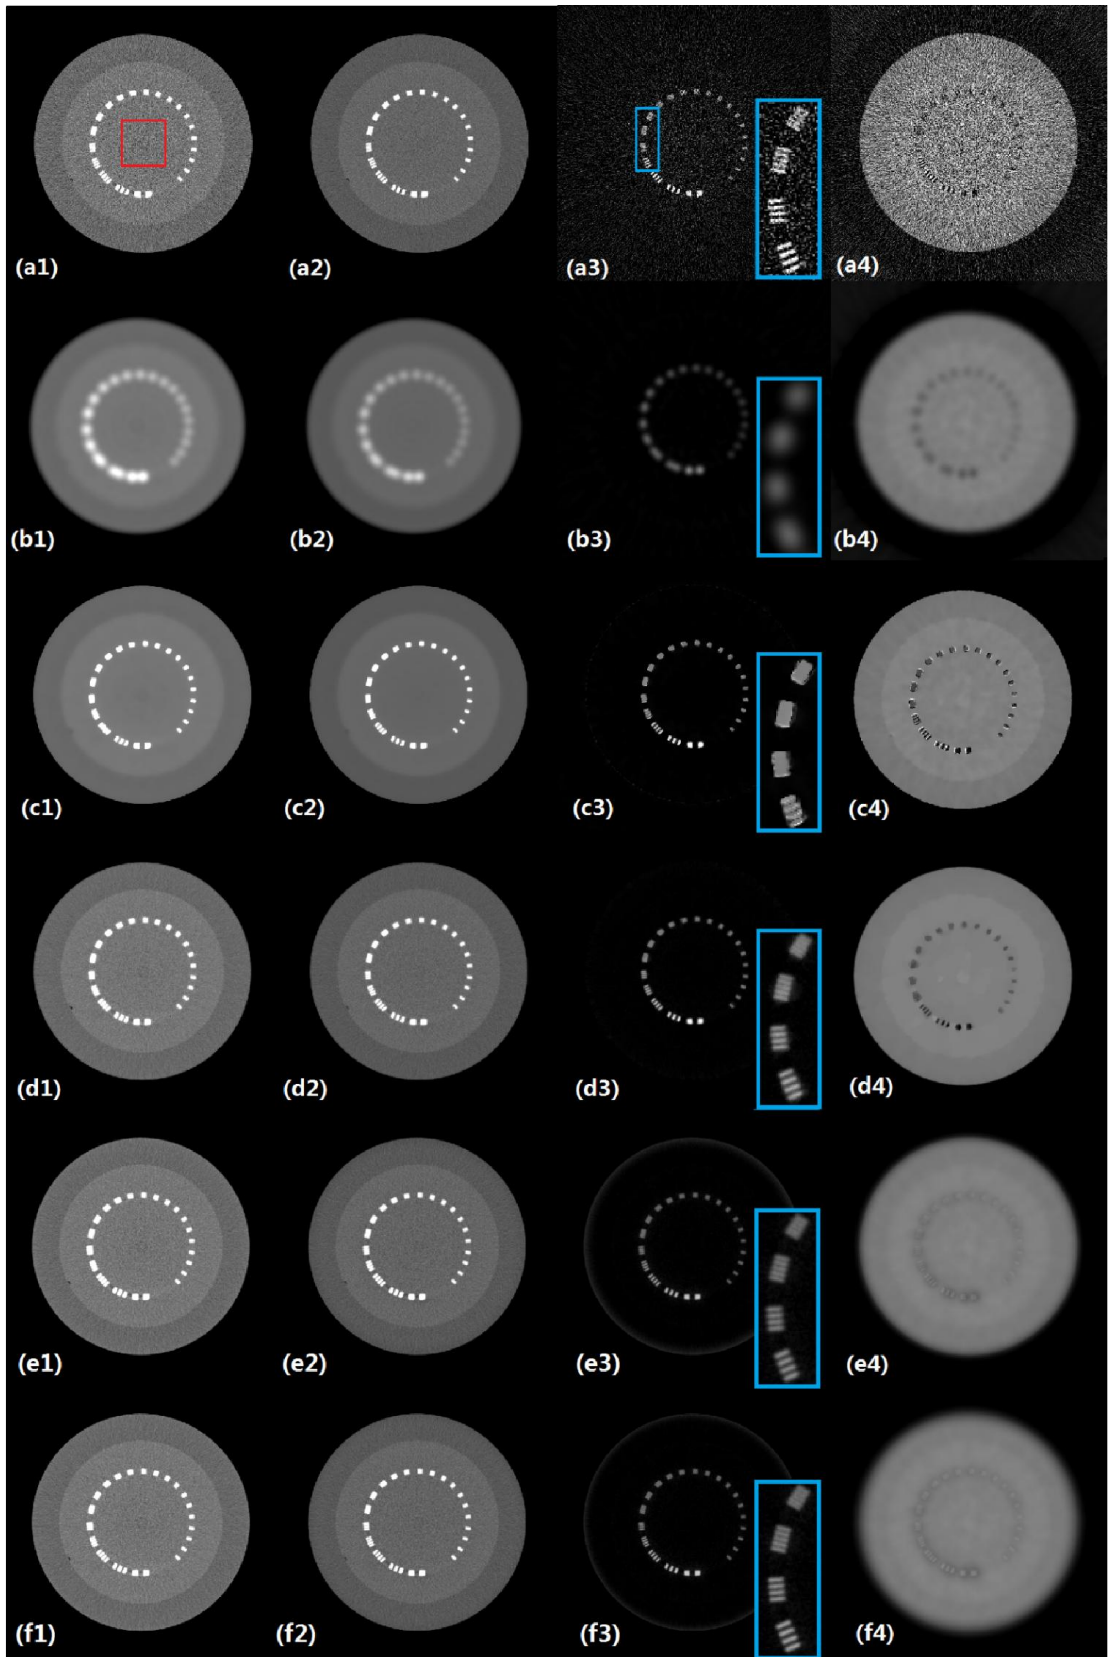 (a1) (a2) (a3) (a4)
(b1) (b2) (b3) (b4)
(c1) (c2) (c3) (c4)
(d1) (d2) (d3) (d4)
(e1) (e2) (e3) (e4)
(f1) (f2) (f3) (f4)